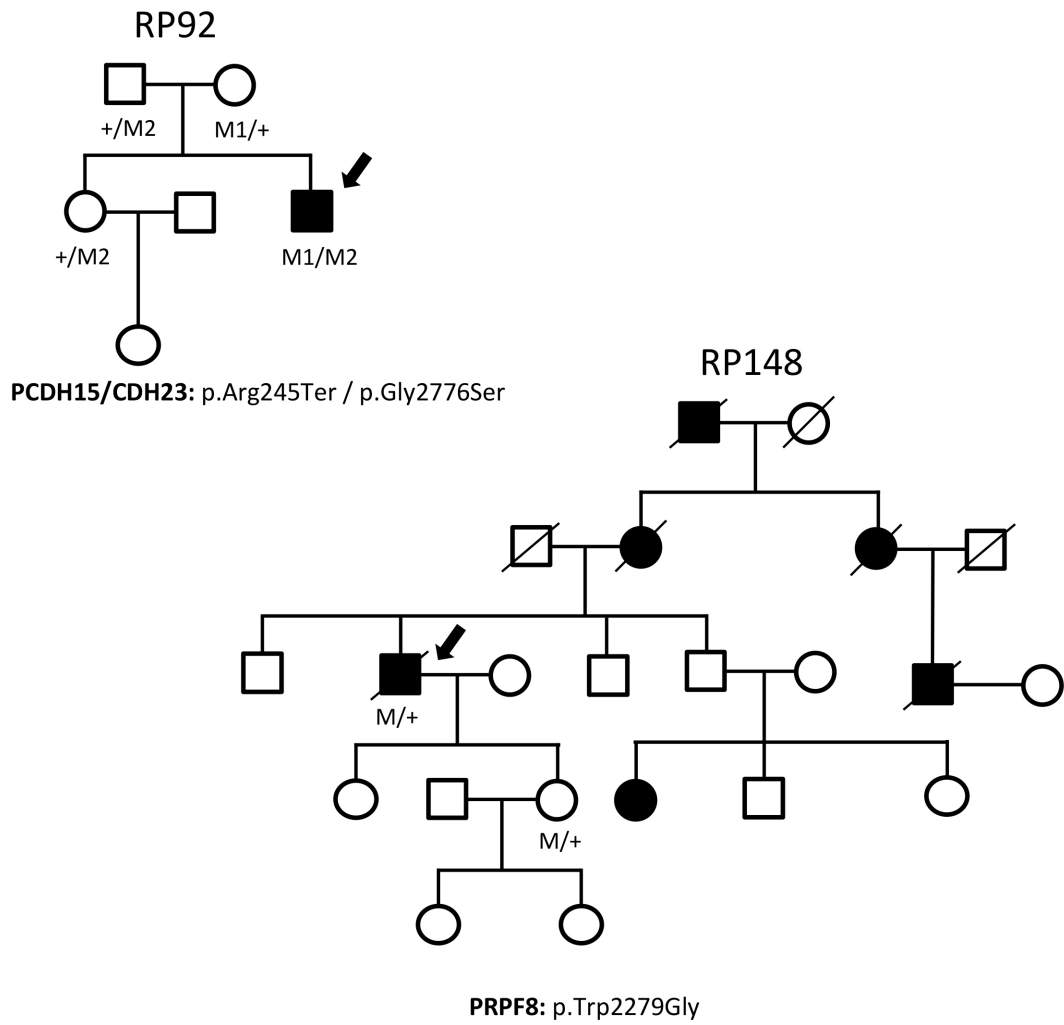 RP92
+/M2
M1/+
+/M2
M1/M2
PCDH15/CDH23: p.Arg245Ter / p.Gly2776Ser
RP148
M/+
M/+
PRPF8: p.Trp2279Gly